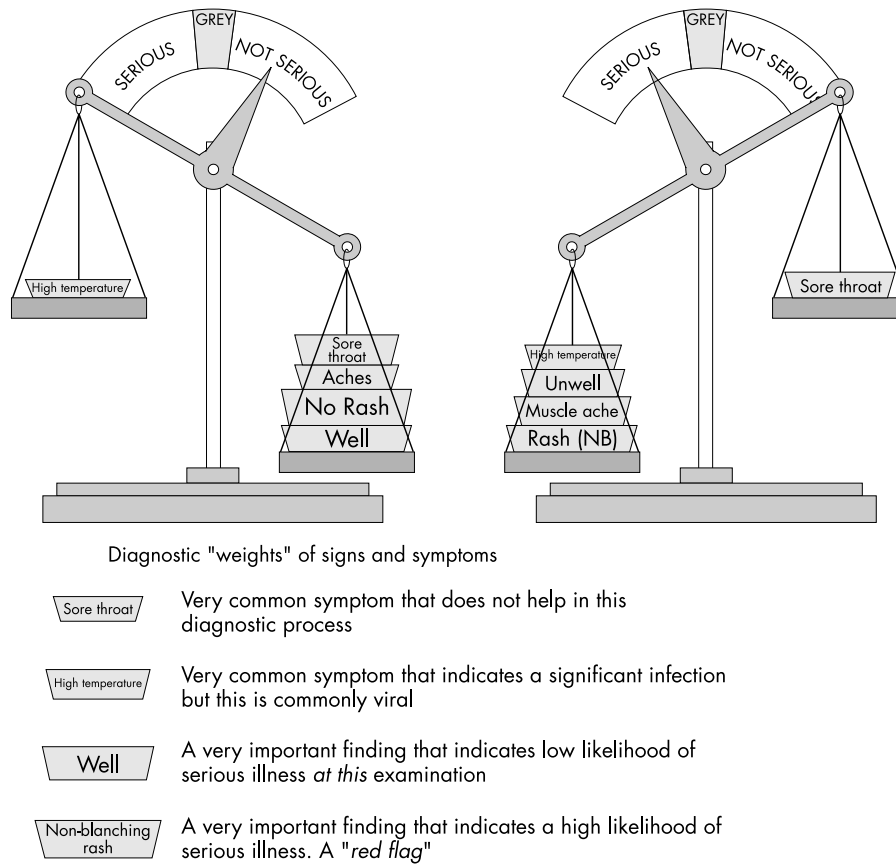 SERIOUS
GREY
NOT SERIOUS
High temperature
Sore
throat
Aches
No Rash
Well
SERIOUS
GREY
NOT SERIOUS
High temperature
Unwell
Muscle ache
Rash (NB)
Sore throat
Diagnostic "weights" of signs and symptoms
Sore throat
Very common symptom that does not help in this
diagnostic process
High temperature
Very common symptom that indicates a significant infection
but this is commonly viral
Well
A very important finding that indicates low likelihood of
serious illness at this examination
Non-blanching
rash
A very important finding that indicates a high likelihood of
serious illness. A "red flag"